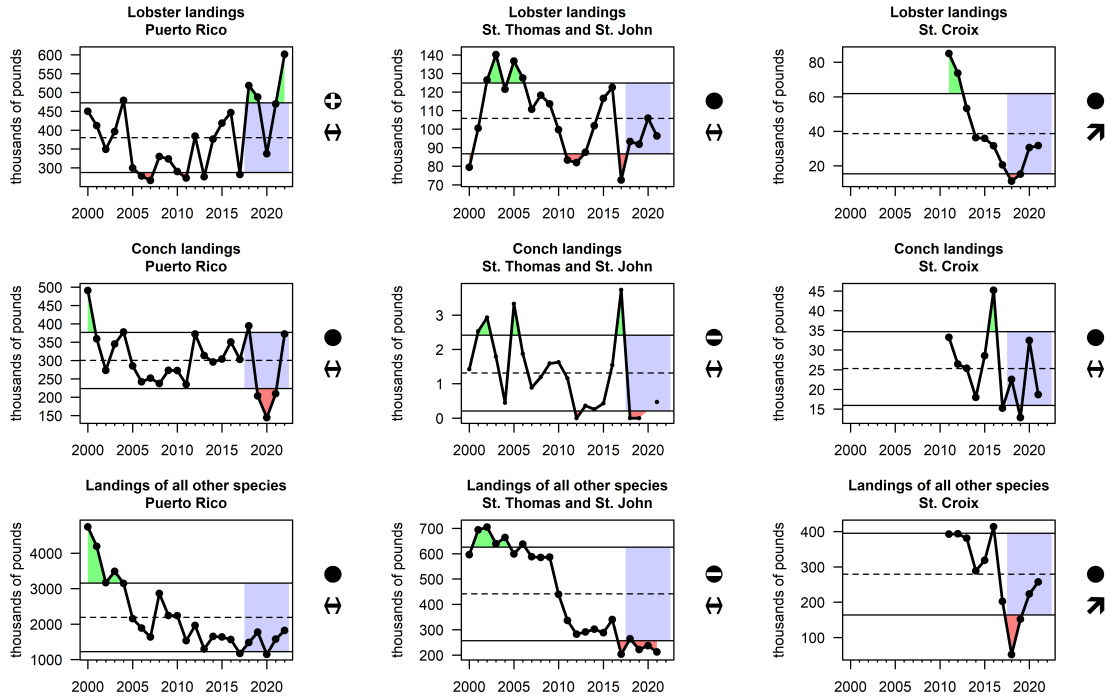 Lobster landings
Puerto Rico
thousands of pounds
600
550
500
450
400
350
300
2000 2005 2010 2015 2020
Lobster landings
St. Thomas and St. John
thousands of pounds
140
130
120
110
100
90
80
70
2000 2005 2010 2015 2020
Lobster landings
St. Croix
thousands of pounds
80
60
40
20
2000 2005 2010 2015 2020
Conch landings
Puerto Rico
thousands of pounds
500
450
400
350
300
250
200
150
2000 2005 2010 2015 2020
Conch landings
St. Thomas and St. John
thousands of pounds
3
2
1
0
2000 2005 2010 2015 2020
Conch landings
St. Croix
thousands of pounds
45
40
35
30
25
20
15
2000 2005 2010 2015 2020
Landings of all other species
Puerto Rico
thousands of pounds
4000
3000
2000
1000
2000 2005 2010 2015 2020
Landings of all other species
St. Thomas and St. John
thousands of pounds
700
600
500
400
300
200
2000 2005 2010 2015 2020
Landings of all other species
St. Croix
thousands of pounds
400
300
200
100
2000 2005 2010 2015 2020